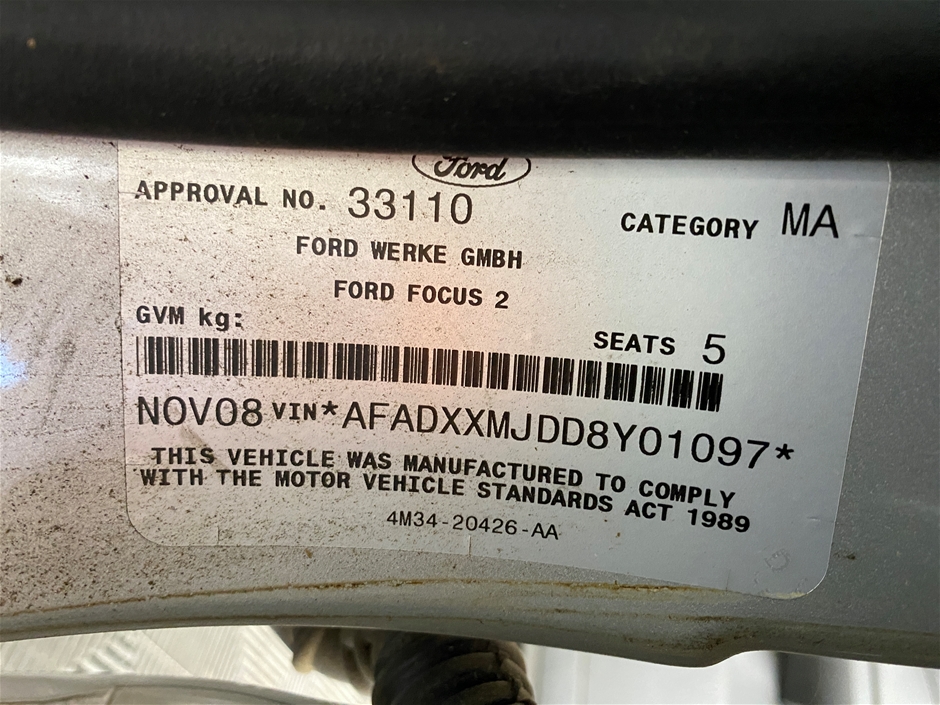 Ford
APPROVAL NO. 33110
CATEGORY MA
FORD WERKE GMBH
FORD FOCUS 2
GVM kg:
SEATS 5
NOV08 VIN*AFADXXMJDD8Y01097*
THIS VEHICLE WAS MANUFACTURED TO COMPLY
WITH THE MOTOR VEHICLE STANDARDS ACT 1989
4M34-20426-AA